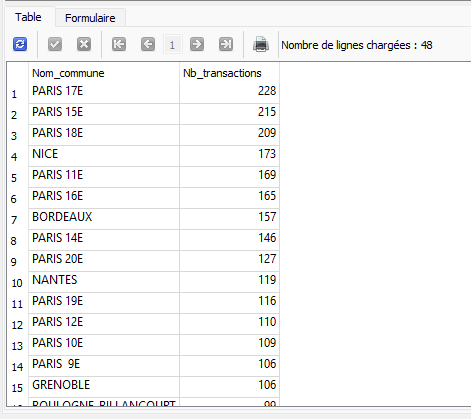 Table Formulaire
1 Nombre de lignes chargées : 48
Nom_commune Nb_transactions
1 PARIS 17E 228
2 PARIS 15E 215
3 PARIS 18E 209
4 NICE 173
5 PARIS 11E 169
6 PARIS 16E 165
7 BORDEAUX 157
8 PARIS 14E 146
9 PARIS 20E 127
10 NANTES 119
11 PARIS 19E 116
12 PARIS 12E 110
13 PARIS 10E 109
14 PARIS  9E 106
15 GRENOBLE 106
16 BOULOGNE-BILLANCOURT 99